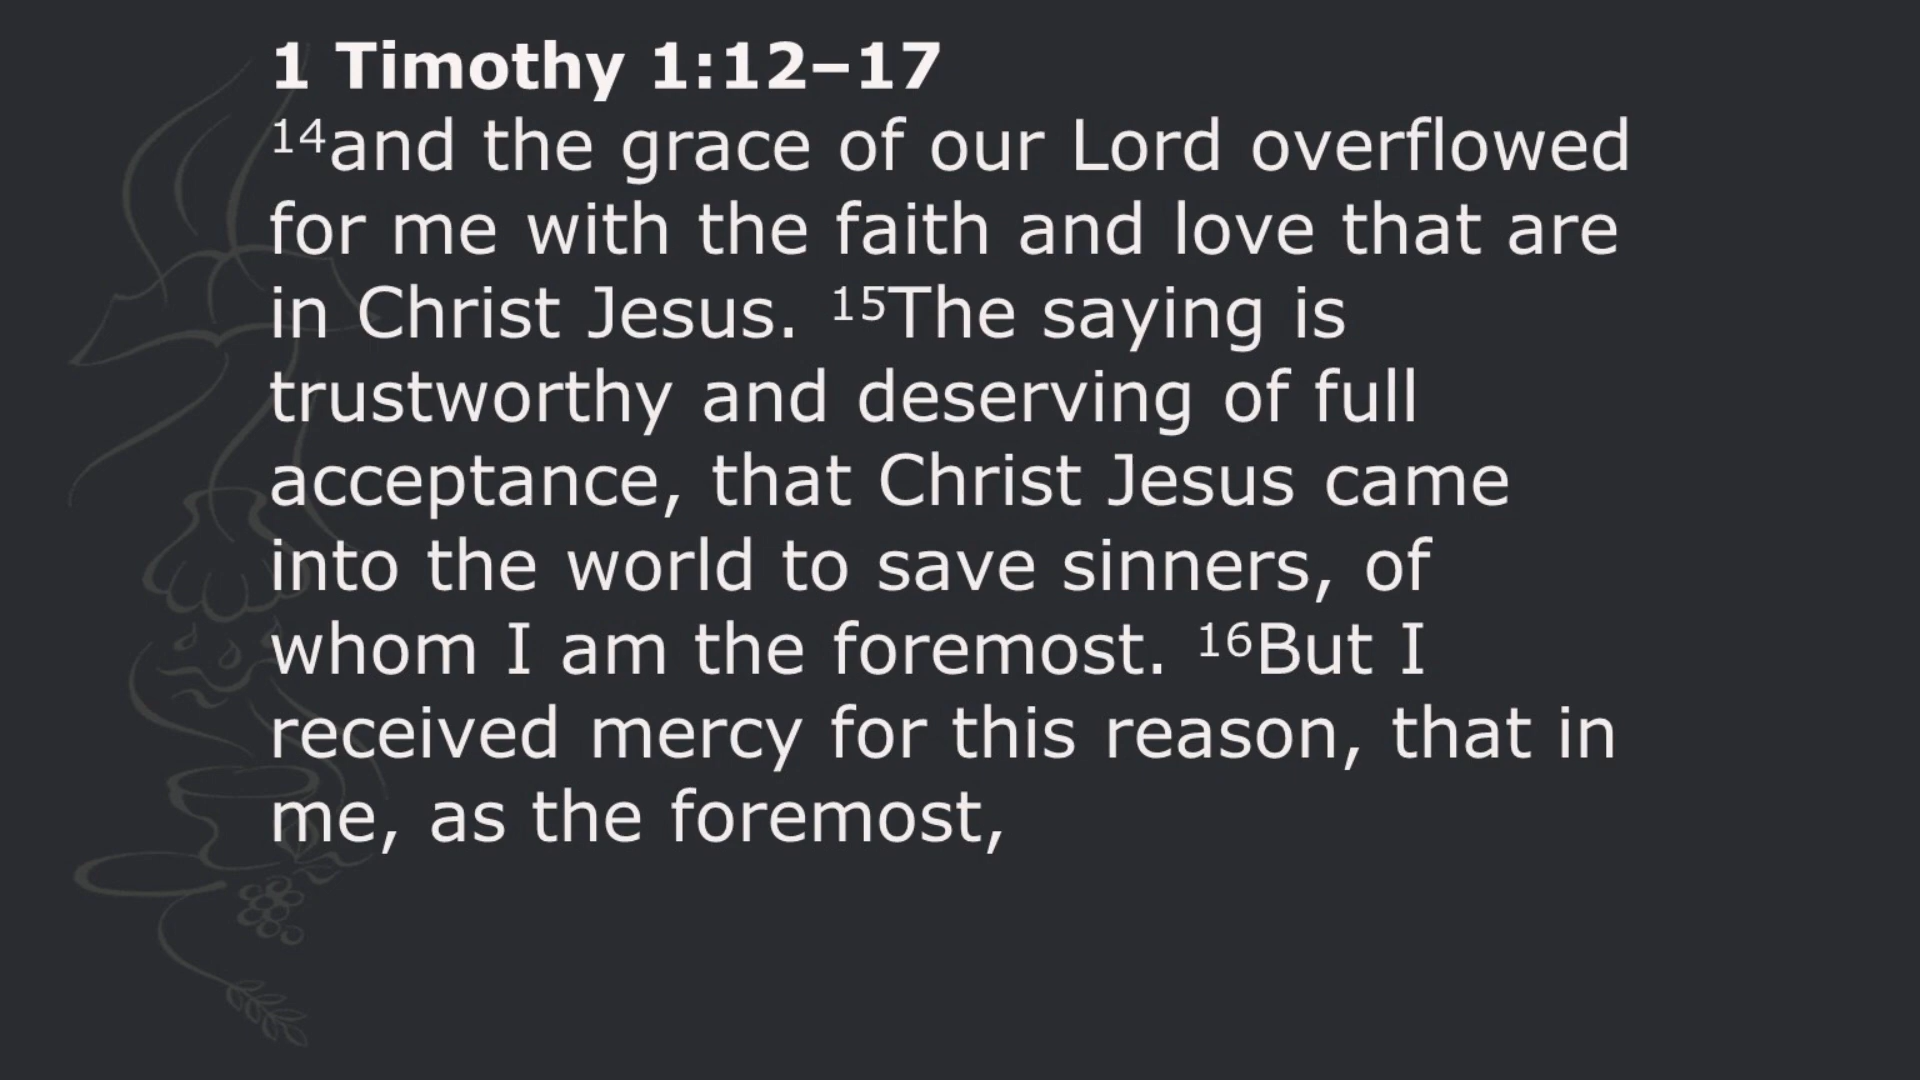 1 Timothy 1:12–17
14and the grace of our Lord overflowed
for me with the faith and love that are
in Christ Jesus. 15The saying is
trustworthy and deserving of full
acceptance, that Christ Jesus came
into the world to save sinners, of
whom I am the foremost. 16But I
received mercy for this reason, that in
me, as the foremost,